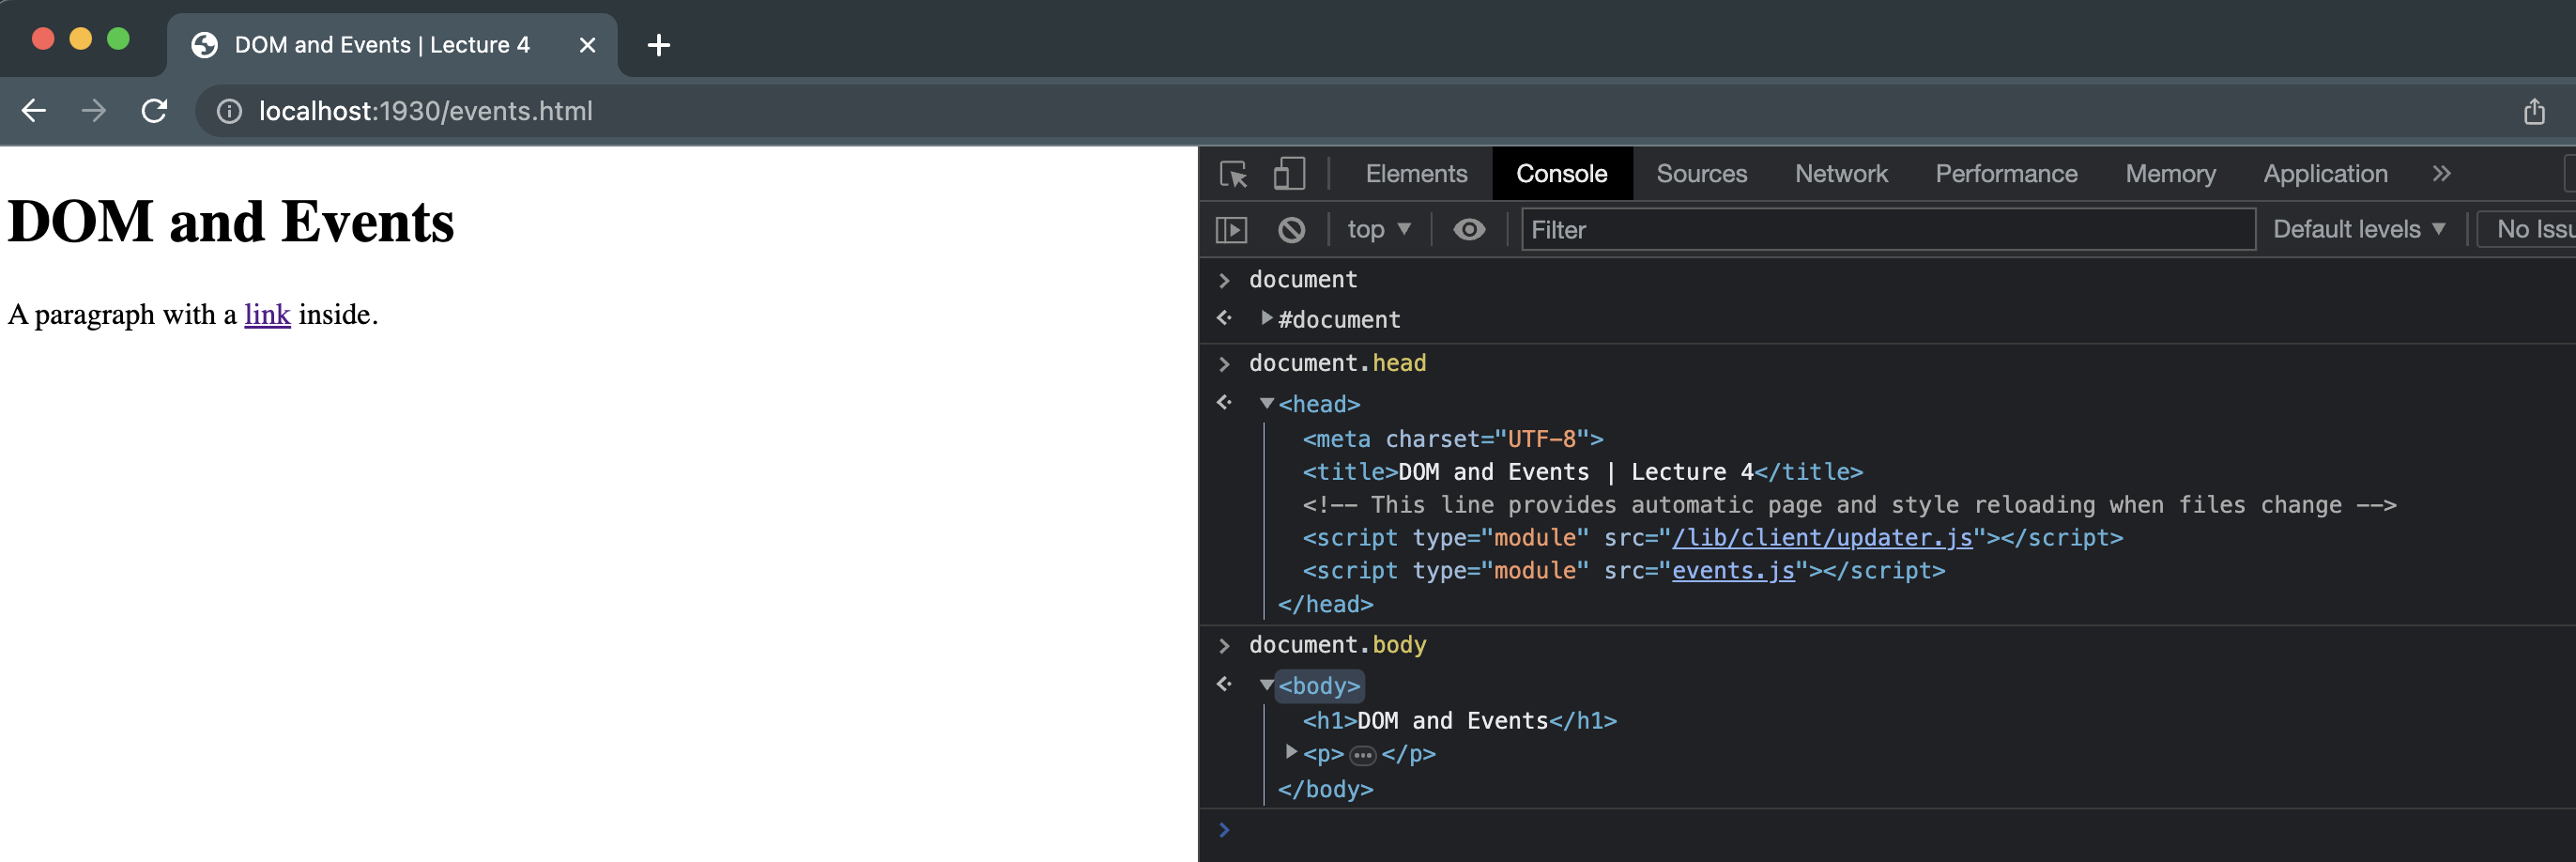 DOM and Events | Lecture 4
localhost:1930/events.html
DOM and Events
A paragraph with a link inside.
Elements Console Sources Network Performance Memory Application
top Filter Default levels No Issu
document
#document
document.head
<head>
<meta charset="UTF-8">
<title>DOM and Events | Lecture 4</title>
<!-- This line provides automatic page and style reloading when files change -->
<script type="module" src="/lib/client/updater.js"></script>
<script type="module" src="events.js"></script>
</head>
document.body
<body>
<h1>DOM and Events</h1>
<p>…</p>
</body>